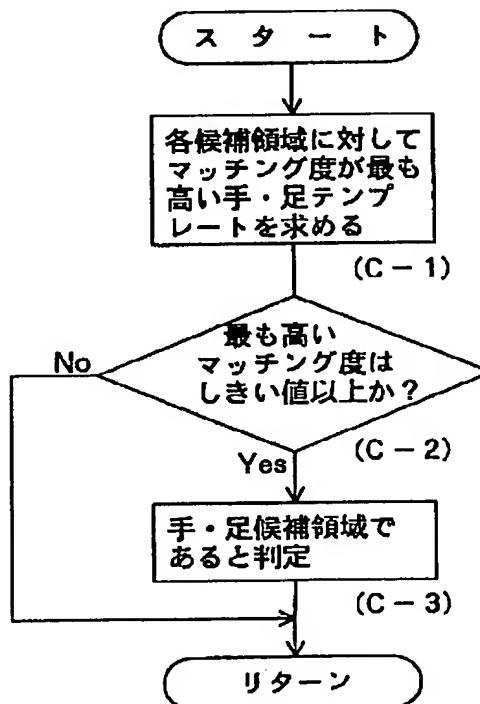 スタート
各候補領域に対して
マッチング度が最も
高い手・足テンプ
レートを求める
(C-1)
最も高い
マッチング度は
しきい値以上か?
No
(C-2)
Yes
手・足候補領域で
あると判定
(C-3)
リターン